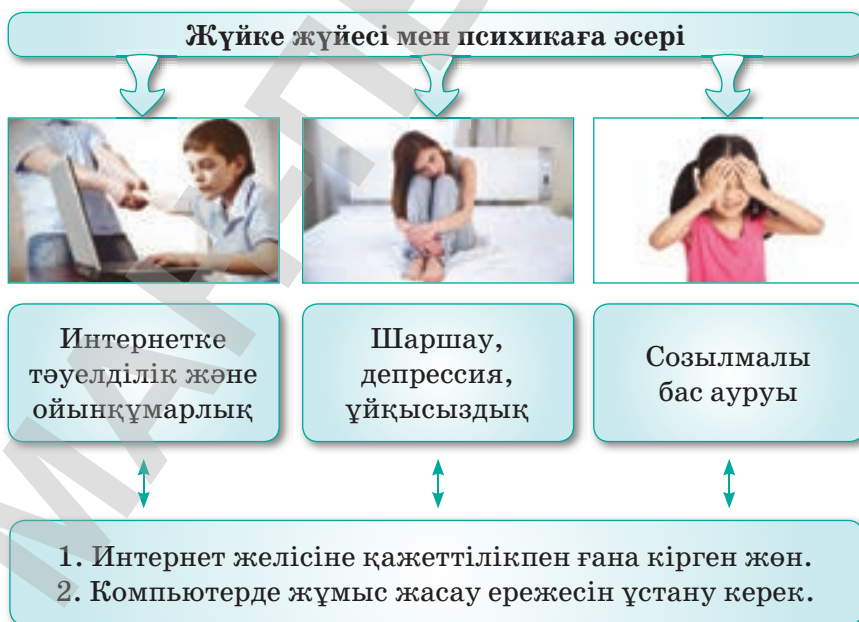 Жүйке жүйесі мен психикаға әсері
Интернетке
тәуелділік және
ойынқұмарлық
Шаршау,
депрессия,
ұйқысыздық
Созылмалы
бас ауруы
1. Интернет желісіне қажеттілікпен ғана кірген жөн.
2. Компьютерде жұмыс жасау ережесін ұстану керек.